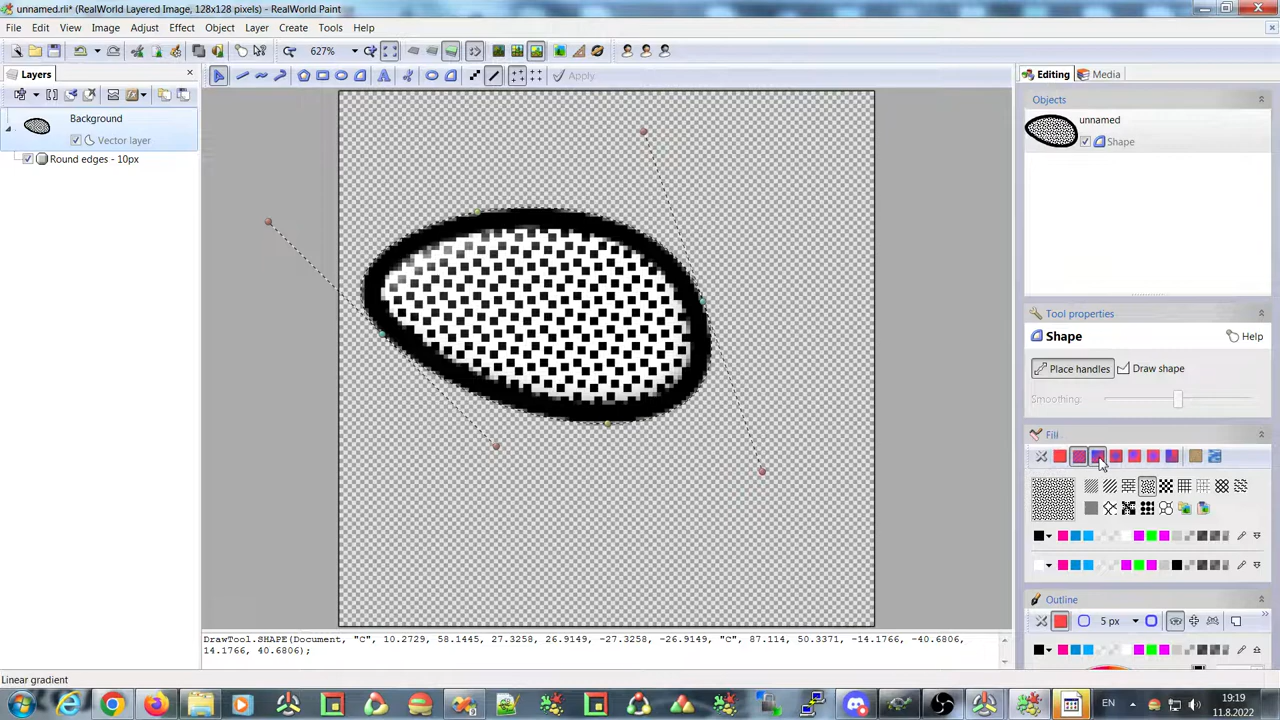 unnamed.rli* (RealWorld Layered Image, 128x128 pixels) - RealWorld Paint
File Edit View Image Adjust Effect Object Layer Create Tools Help
627%
Layers
Apply
Editing Media
Background
Vector layer
Round edges - 10px
Objects
unnamed
Shape
Tool properties
Shape Help
Place handles Draw shape
Smoothing:
Fill
Outline
5 px
DrawTool.SHAPE(Document, "C", 10.2729, 58.1445, 27.3258, 26.9149, -27.3258, -26.9149, "C", 87.114, 50.3371, -14.1766, -40.6806,
14.1766, 40.6806);
Linear gradient
EN
19:19
11.8.2022